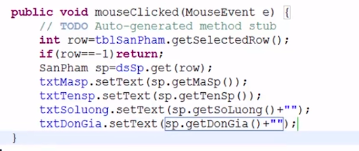 public void mouseClicked(MouseEvent e) {
// TODO Auto-generated method stub
int row=tblSanPham.getSelectedRow();
if(row==-1)return;
SanPham sp=dsSp.get(row);
txtMasp.setText(sp.getMaSp());
txtTensp.setText(sp.getTenSp());
txtSoluong.setText(sp.getSoLuong()+"");
txtDonGia.setText(sp.getDonGia()+"");
}